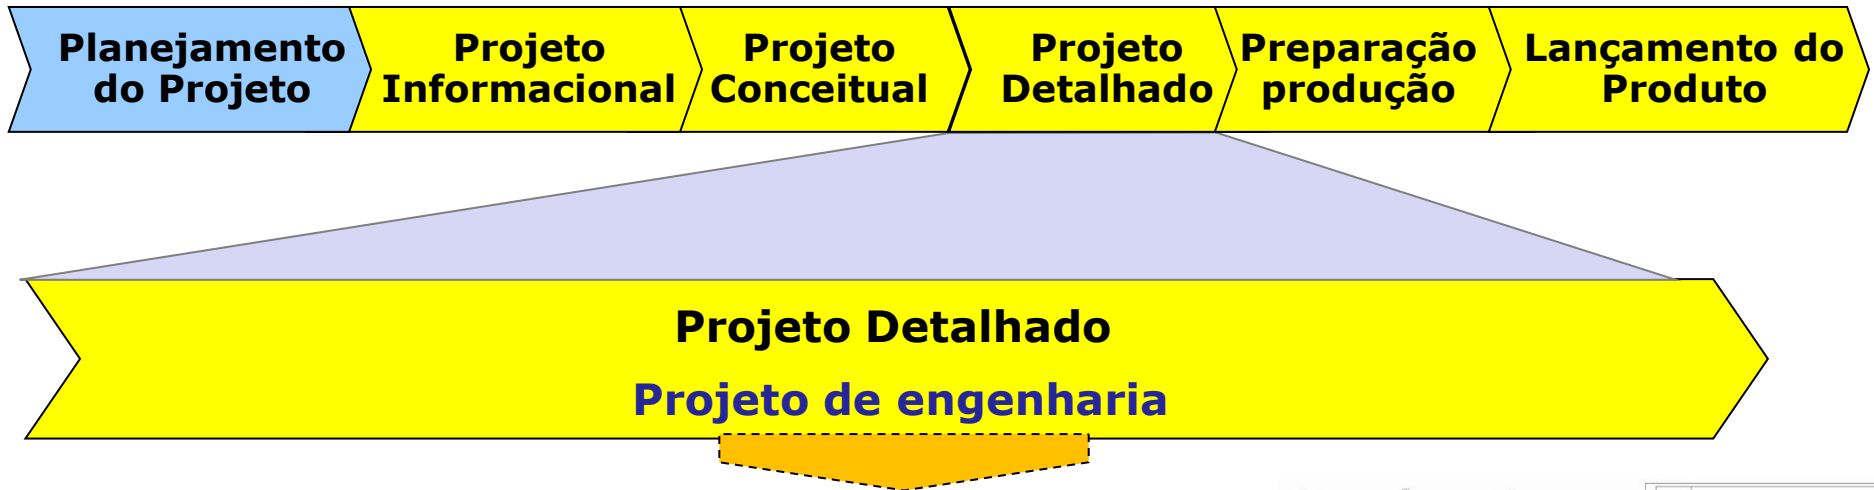 Planejamento
do Projeto
Projeto
Informacional
Projeto
Conceitual
Projeto
Detalhado
Preparação
produção
Lançamento do
Produto
Projeto Detalhado
Projeto de engenharia